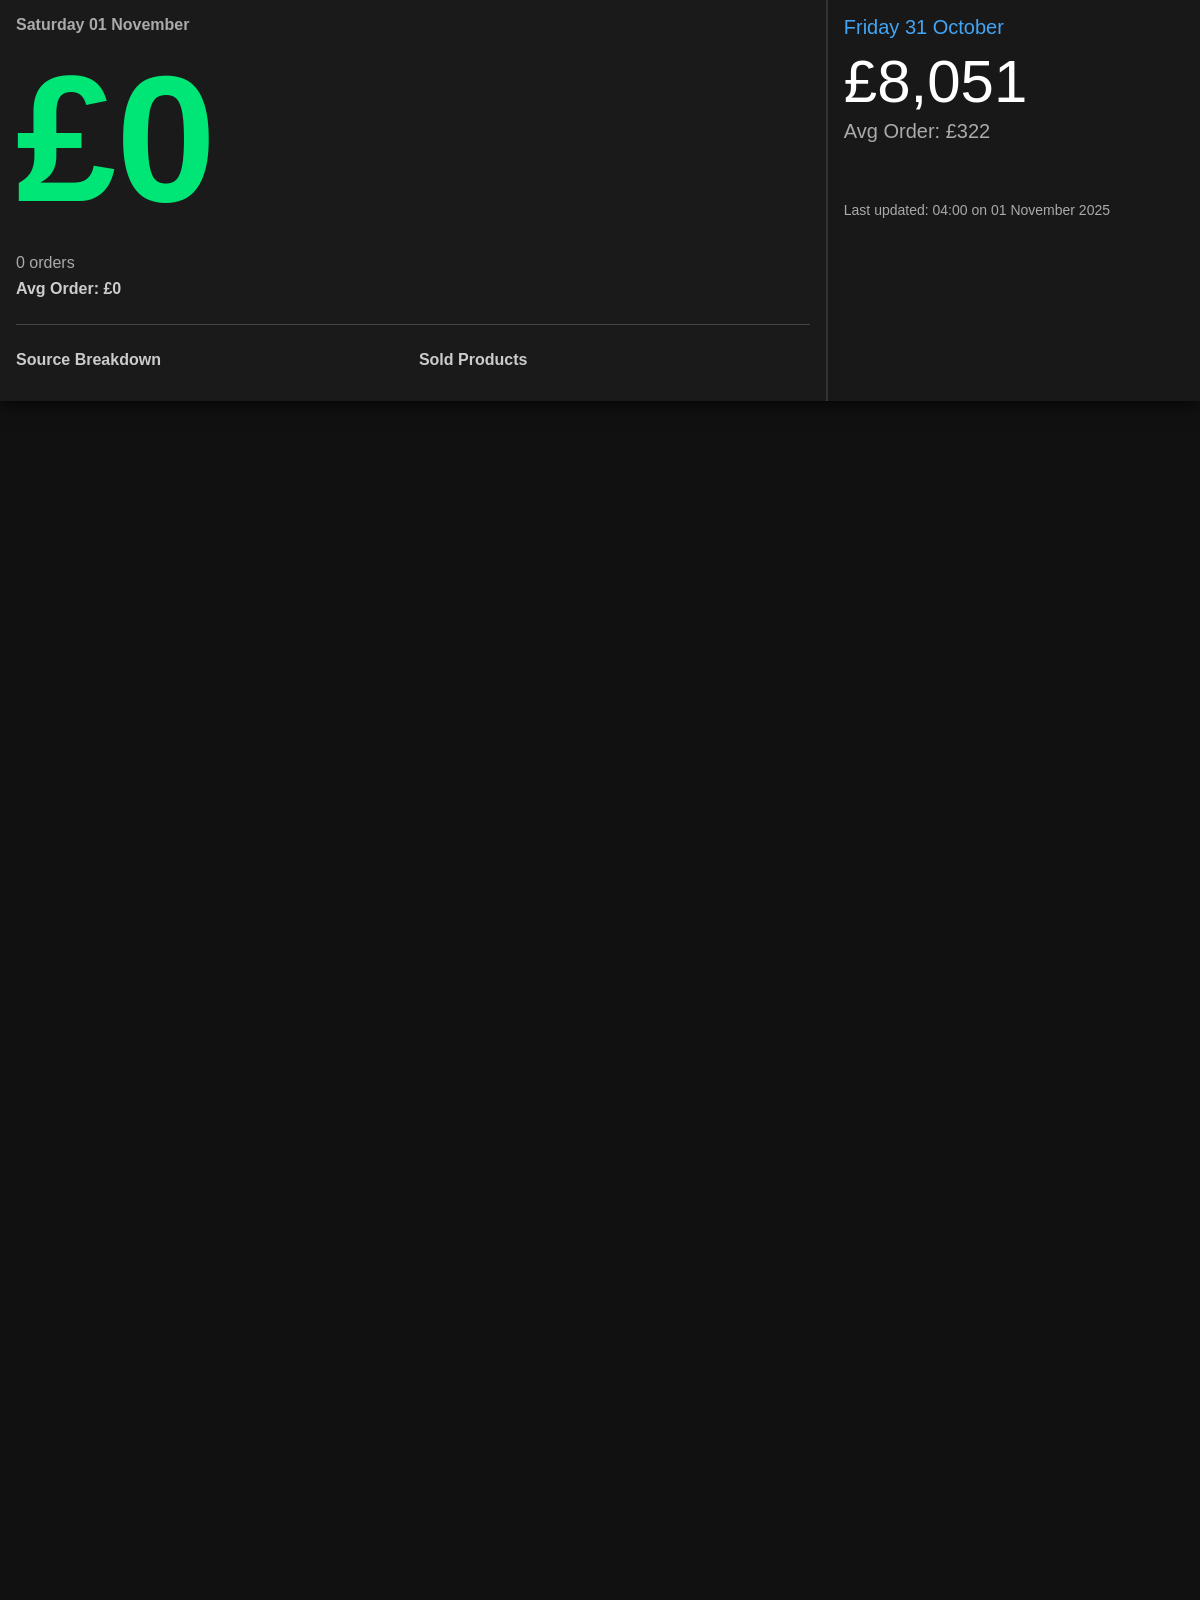 Saturday 01 November
£0
0 orders
Avg Order: £0
Source Breakdown
Sold Products
Friday 31 October
£8,051
Avg Order: £322
Last updated: 04:00 on 01 November 2025